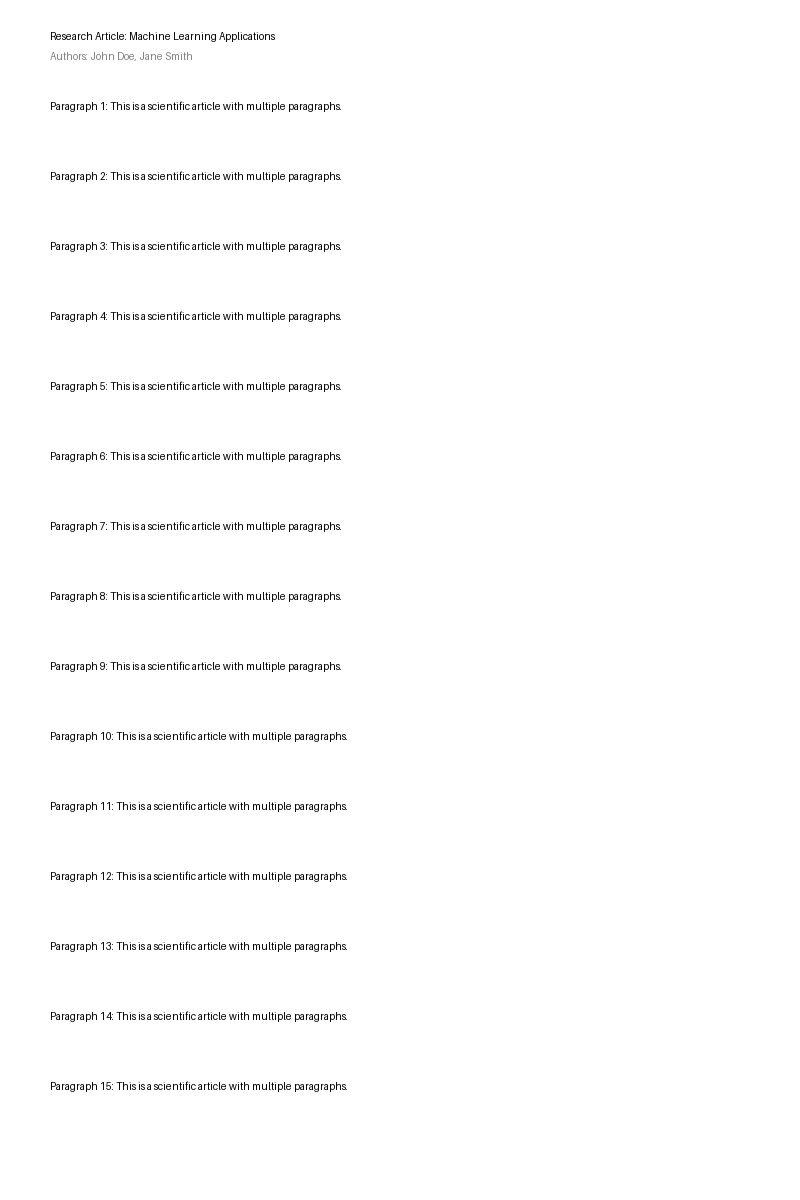 Research Article: Machine Learning Applications
Authors: John Doe, Jane Smith
Paragraph 1: This is a scientific article with multiple paragraphs.
Paragraph 2: This is a scientific article with multiple paragraphs.
Paragraph 3: This is a scientific article with multiple paragraphs.
Paragraph 4: This is a scientific article with multiple paragraphs.
Paragraph 5: This is a scientific article with multiple paragraphs.
Paragraph 6: This is a scientific article with multiple paragraphs.
Paragraph 7: This is a scientific article with multiple paragraphs.
Paragraph 8: This is a scientific article with multiple paragraphs.
Paragraph 9: This is a scientific article with multiple paragraphs.
Paragraph 10: This is a scientific article with multiple paragraphs.
Paragraph 11: This is a scientific article with multiple paragraphs.
Paragraph 12: This is a scientific article with multiple paragraphs.
Paragraph 13: This is a scientific article with multiple paragraphs.
Paragraph 14: This is a scientific article with multiple paragraphs.
Paragraph 15: This is a scientific article with multiple paragraphs.